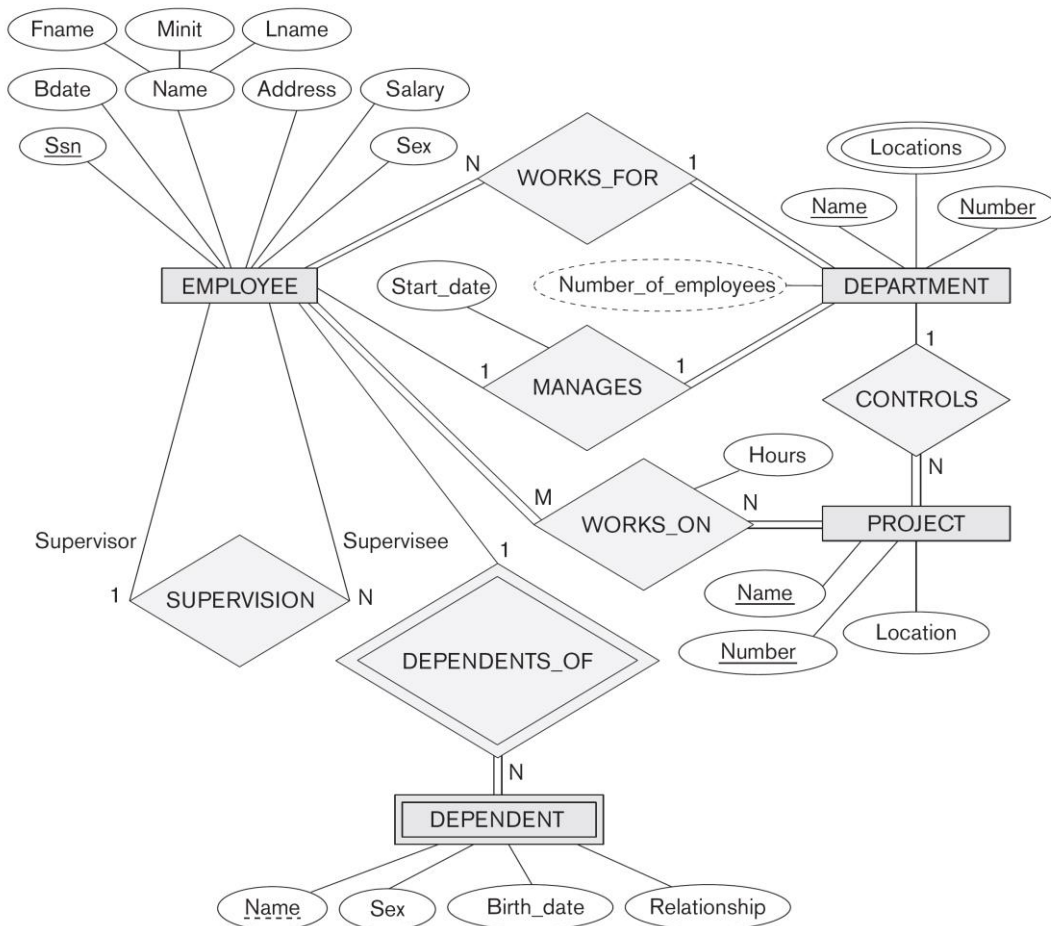 Fname
Minit
Lname
Bdate
Name
Address
Salary
Ssn
Sex
N
WORKS_FOR
1
Locations
Name
Number
EMPLOYEE
Start_date
Number_of_employees
DEPARTMENT
1
MANAGES
1
1
CONTROLS
N
Hours
M
WORKS_ON
N
PROJECT
Supervisor
Supervisee
1
SUPERVISION
N
1
Name
Number
Location
DEPENDENTS_OF
N
DEPENDENT
Name
Sex
Birth_date
Relationship